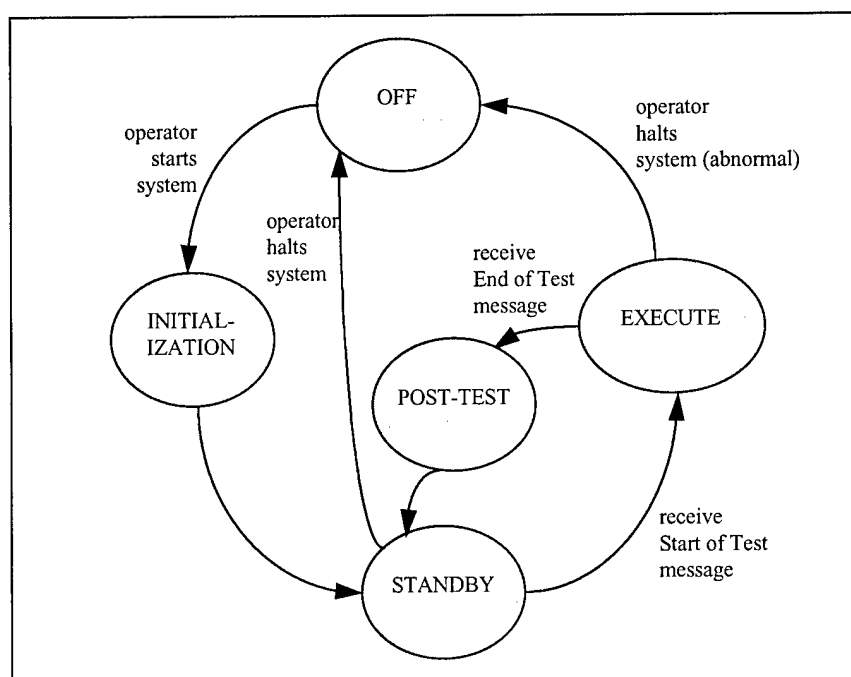 OFF
operator
starts
system
operator
halts
system (abnormal)
operator
halts
system
receive
End of Test
message
INITIAL-
IZATION
EXECUTE
POST-TEST
STANDBY
receive
Start of Test
message